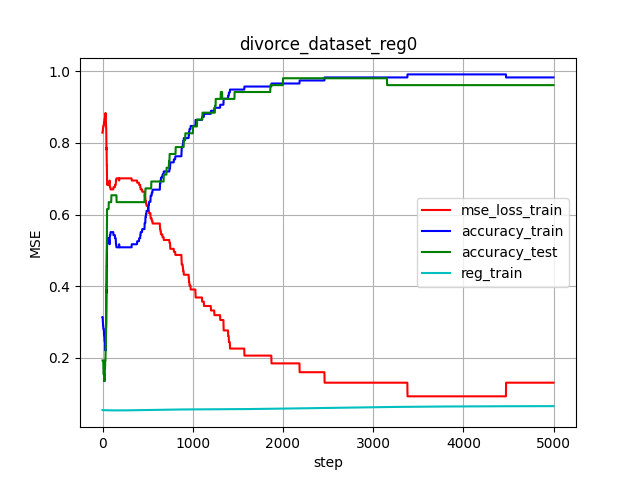 divorce_dataset_reg0
1.0
0.8
0.6
0.4
0.2
MSE
mse_loss_train
accuracy_train
accuracy_test
reg_train
0 1000 2000 3000 4000 5000
step